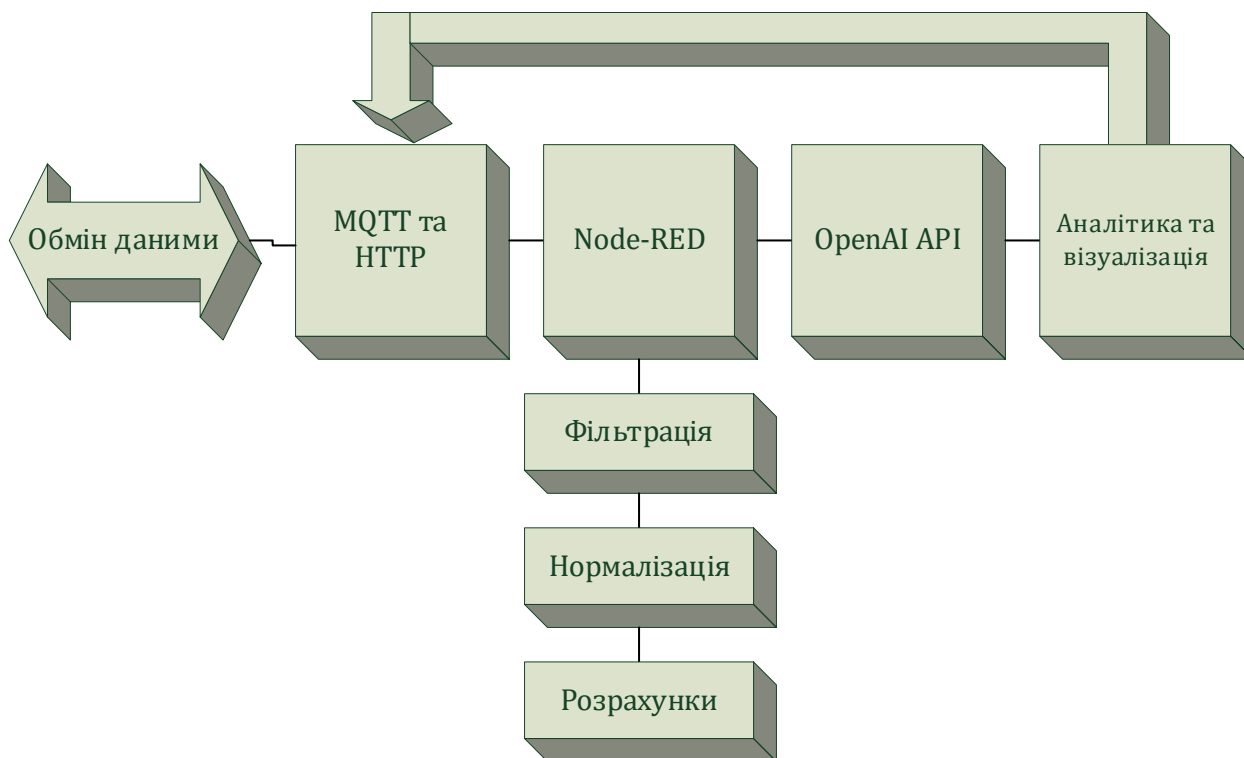 Обмін даними
MQTT та
HTTP
Node-RED
OpenAI API
Аналітика та
візуалізація
Фільтрація
Нормалізація
Розрахунки